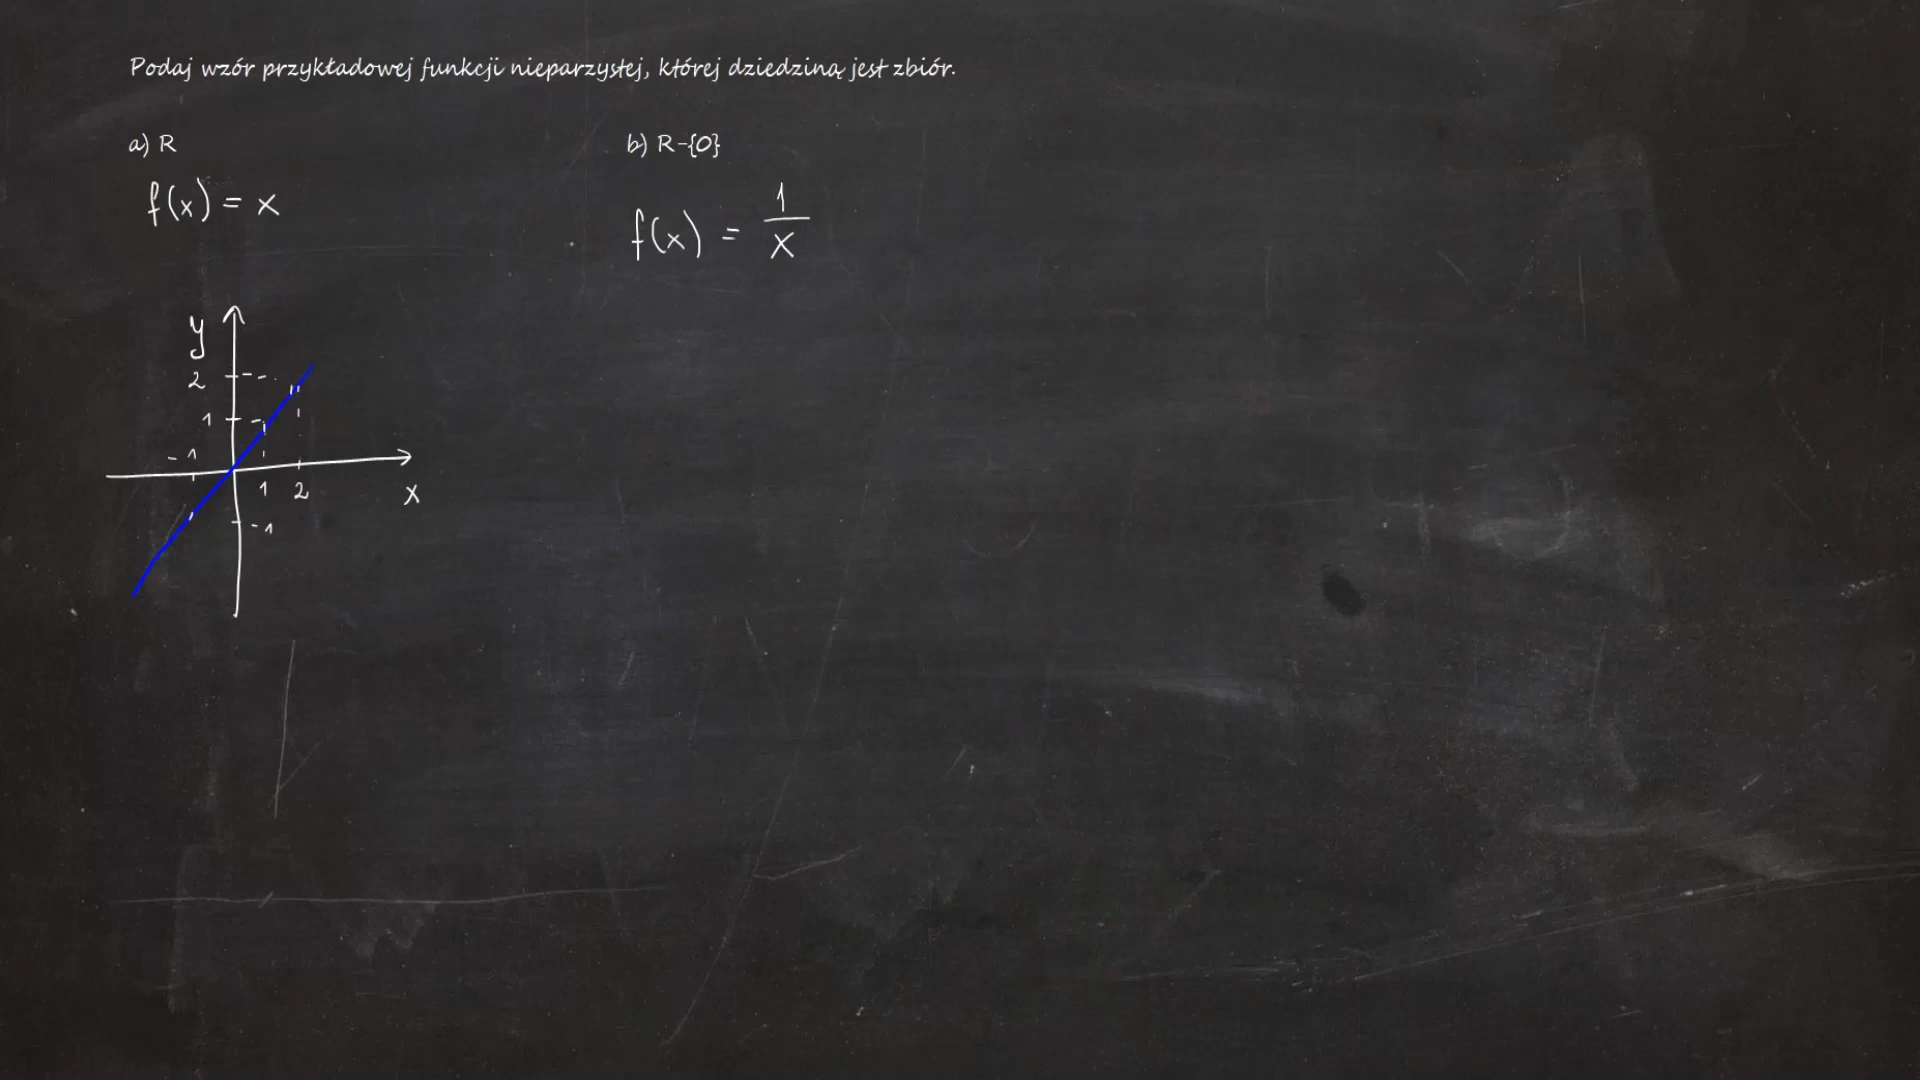 Podaj wzór przykładowej funkcji nieparzystej, której dziedziną jest zbiór.
a) R
b) R-{0}
f(x) = x
f(x) = 1/x
y
2
1
-1
1 2
x
-1